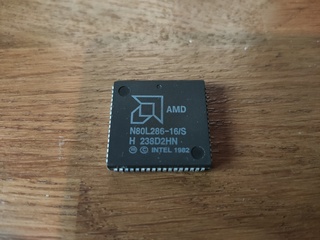 AMD
N80L286-16/S
H 238D2HN
Ⓜ © INTEL 1982